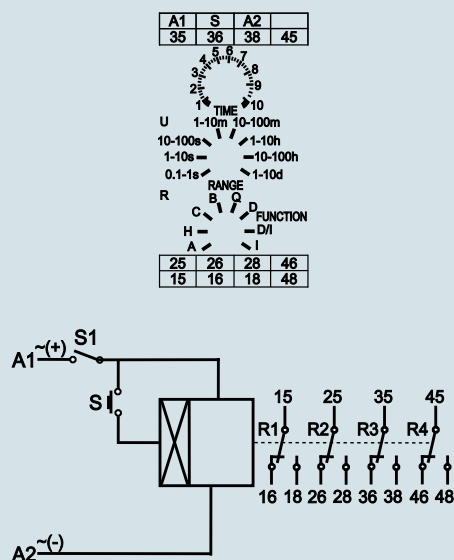 A1 S A2
35 36 38 45
1 2 3 4 5 6 7 8 9 10
TIME
U 1-10m 10-100m
10-100s 1-10h
1-10s 10-100h
0.1-1s 1-10d
RANGE
R B Q
C D FUNCTION
H D/I
A I
25 26 28 46
15 16 18 48
S1
A1 ~(+)
S
15 25 35 45
R1 R2 R3 R4
16 18 26 28 36 38 46 48
A2 ~(-)